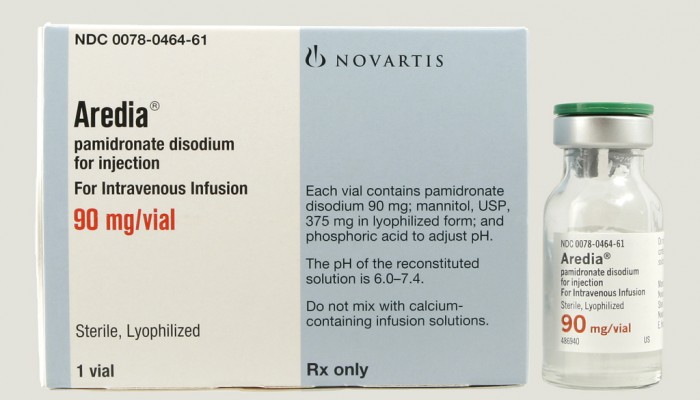 NDC 0078-0464-61
Aredia®
pamidronate disodium
for injection
For Intravenous Infusion
90 mg/vial
Sterile, Lyophilized
1 vial
NOVARTIS
Each vial contains pamidronate
disodium 90 mg; mannitol, USP,
375 mg in lyophilized form; and
phosphoric acid to adjust pH.
The pH of the reconstituted
solution is 6.0–7.4.
Do not mix with calcium-
containing infusion solutions.
Rx only
NDC 0078-0464-61
Aredia®
pamidronate disodium
for injection
For Intravenous Infusion
Sterile, Lyophilized
90 mg/vial
486940 US